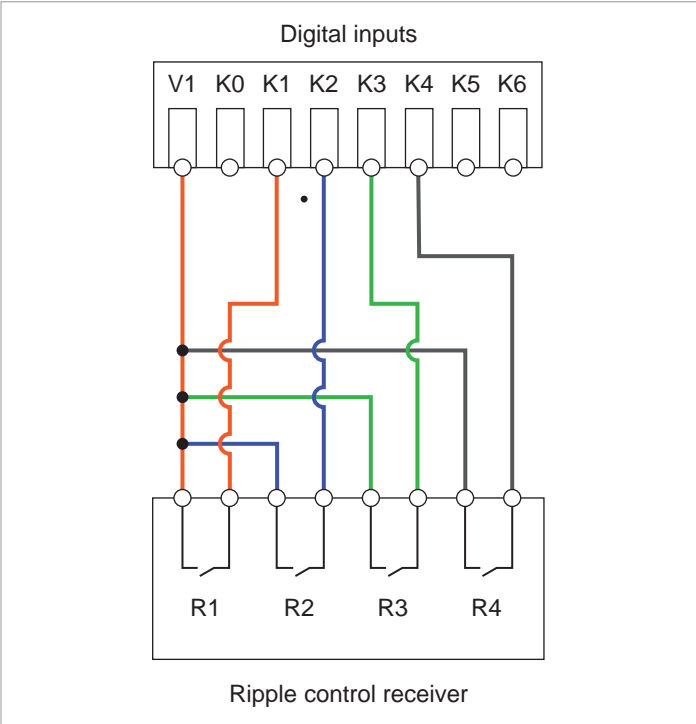 Digital inputs
V1 K0 K1 K2 K3 K4 K5 K6
R1 R2 R3 R4
Ripple control receiver